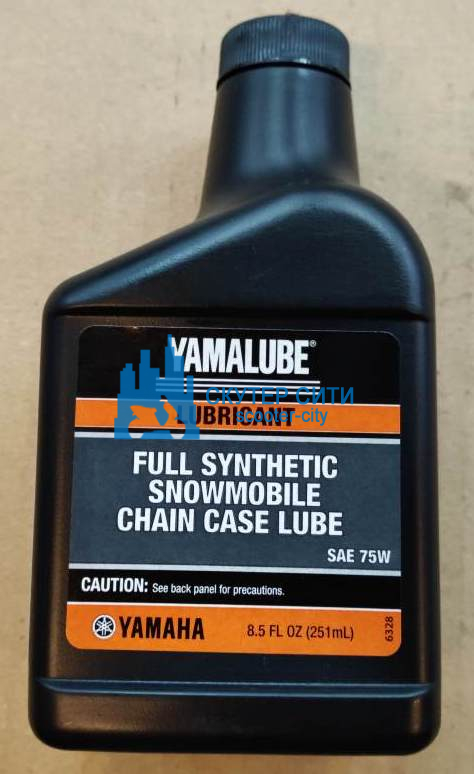 YAMALUBE®
СКУТЕР СИТИ
LUBRICANT
scooter-city
FULL SYNTHETIC
SNOWMOBILE
CHAIN CASE LUBE
SAE 75W
CAUTION: See back panel for precautions.
YAMAHA 8.5 FL OZ (251mL)
6328